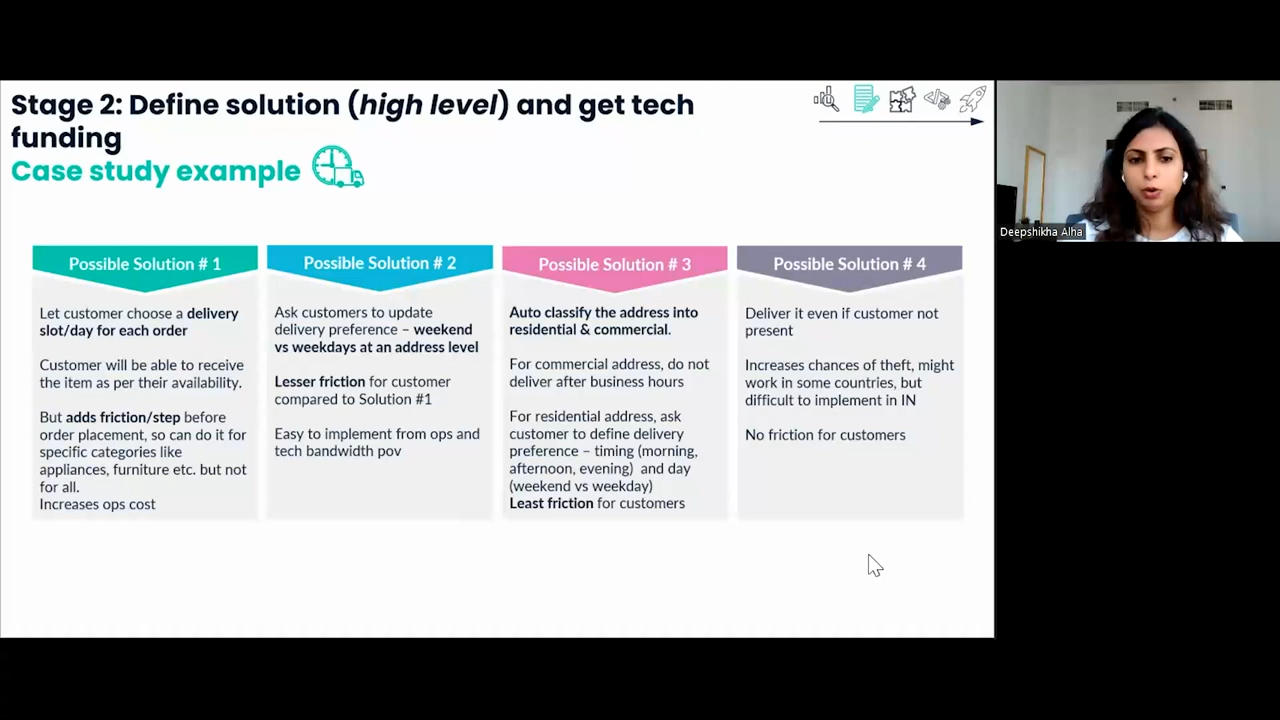 Stage 2: Define solution (high level) and get tech
funding
Case study example
Possible Solution # 1
Let customer choose a delivery
slot/day for each order
Customer will be able to receive
the item as per their availability.
But adds friction/step before
order placement, so can do it for
specific categories like
appliances, furniture etc. but not
for all.
Increases ops cost
Possible Solution # 2
Ask customers to update
delivery preference – weekend
vs weekdays at an address level
Lesser friction for customer
compared to Solution #1
Easy to implement from ops and
tech bandwidth pov
Possible Solution # 3
Auto classify the address into
residential & commercial.
For commercial address, do not
deliver after business hours
For residential address, ask
customer to define delivery
preference – timing (morning,
afternoon, evening) and day
(weekend vs weekday)
Least friction for customers
Possible Solution # 4
Deliver it even if customer not
present
Increases chances of theft, might
work in some countries, but
difficult to implement in IN
No friction for customers
Deepshikha Alha